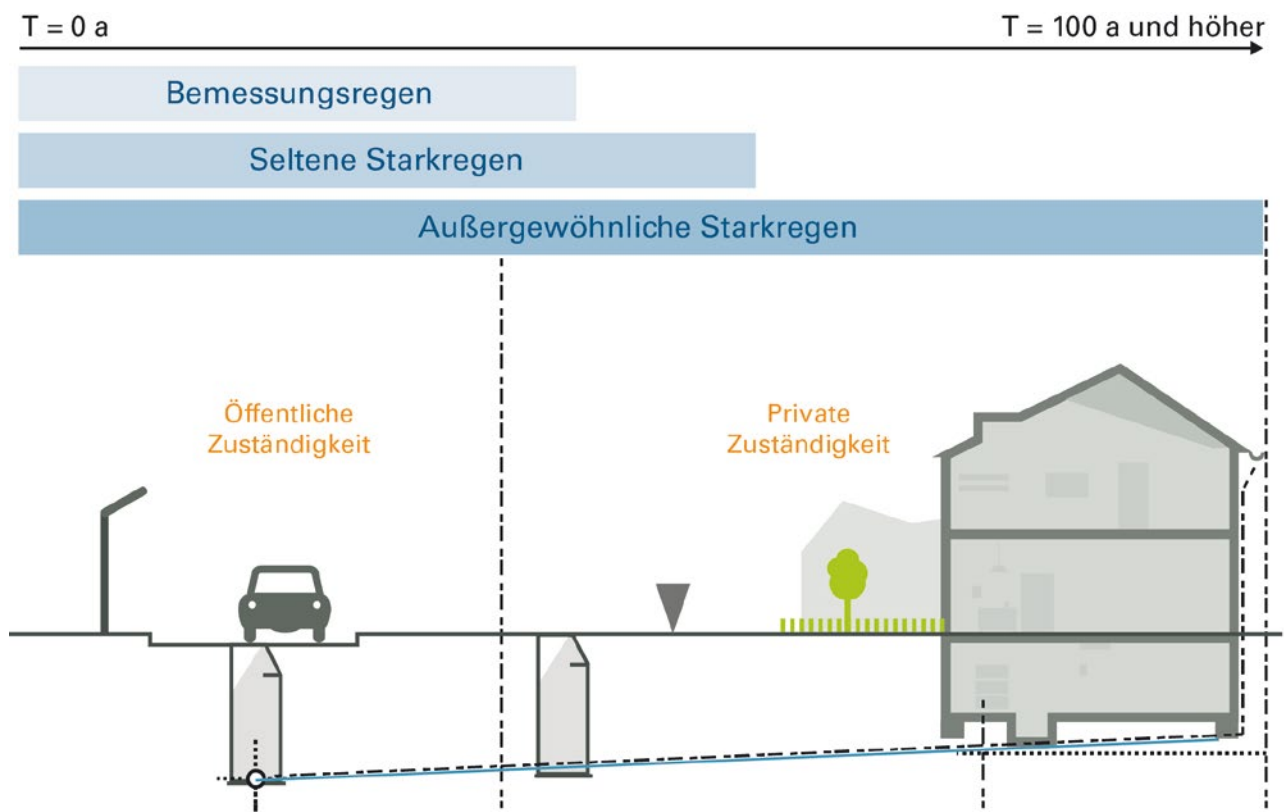 T = 0 a
T = 100 a und höher
Bemessungsregen
Seltene Starkregen
Außergewöhnliche Starkregen
Öffentliche
Zuständigkeit
Private
Zuständigkeit